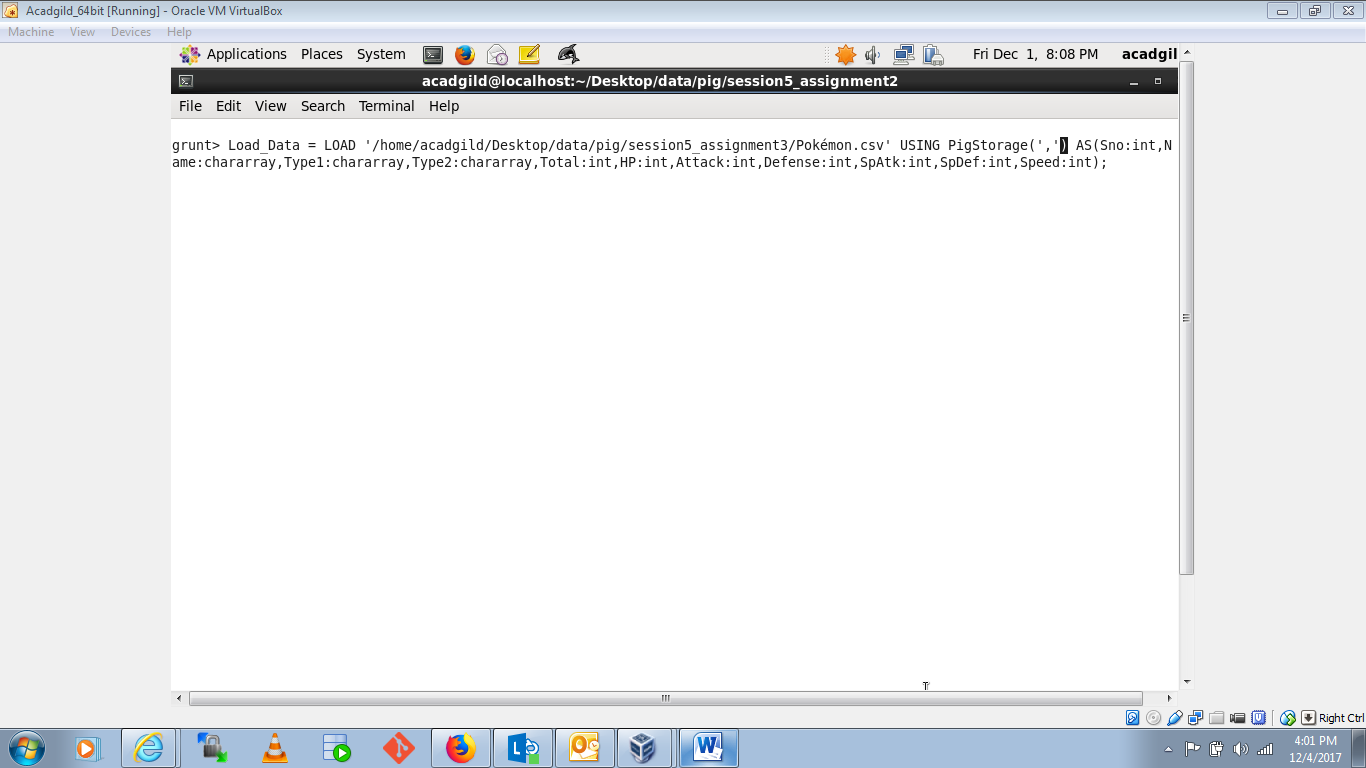 Acadgild_64bit [Running] - Oracle VM VirtualBox
Machine View Devices Help
Applications Places System Fri Dec 1, 8:08 PM acadgil
acadgild@localhost:~/Desktop/data/pig/session5_assignment2
File Edit View Search Terminal Help
grunt> Load_Data = LOAD '/home/acadgild/Desktop/data/pig/session5_assignment3/Pokémon.csv' USING PigStorage(',') AS(Sno:int,N
ame:chararray,Type1:chararray,Type2:chararray,Total:int,HP:int,Attack:int,Defense:int,SpAtk:int,SpDef:int,Speed:int);
Right Ctrl
4:01 PM
12/4/2017